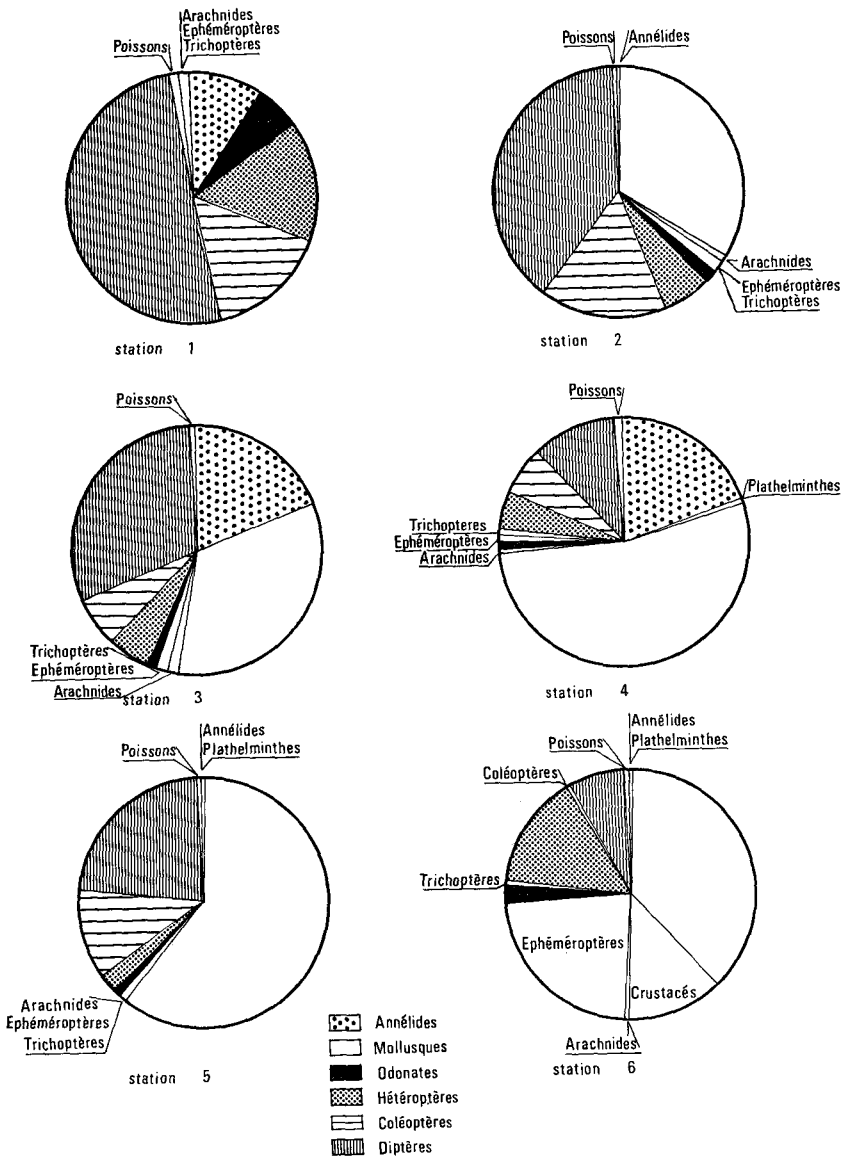 Arachnides
Ephéméroptères
Poissons Trichoptères
station 1
Poissons Annélides
Arachnides
Ephéméroptères
Trichoptères
station 2
Poissons
Trichoptères
Ephéméroptères
Arachnides
station 3
Poissons
Plathelminthes
Trichopteres
Ephéméroptères
Arachnides
station 4
Annélides
Poissons Plathelminthes
Arachnides
Ephéméroptères
Trichoptères
station 5
Annélides
Poissons Plathelminthes
Coléoptères
Trichoptères
Ephéméroptères
Crustacés
Arachnides
station 6
Annélides
Mollusques
Odonates
Hétéroptères
Coléoptères
Diptères